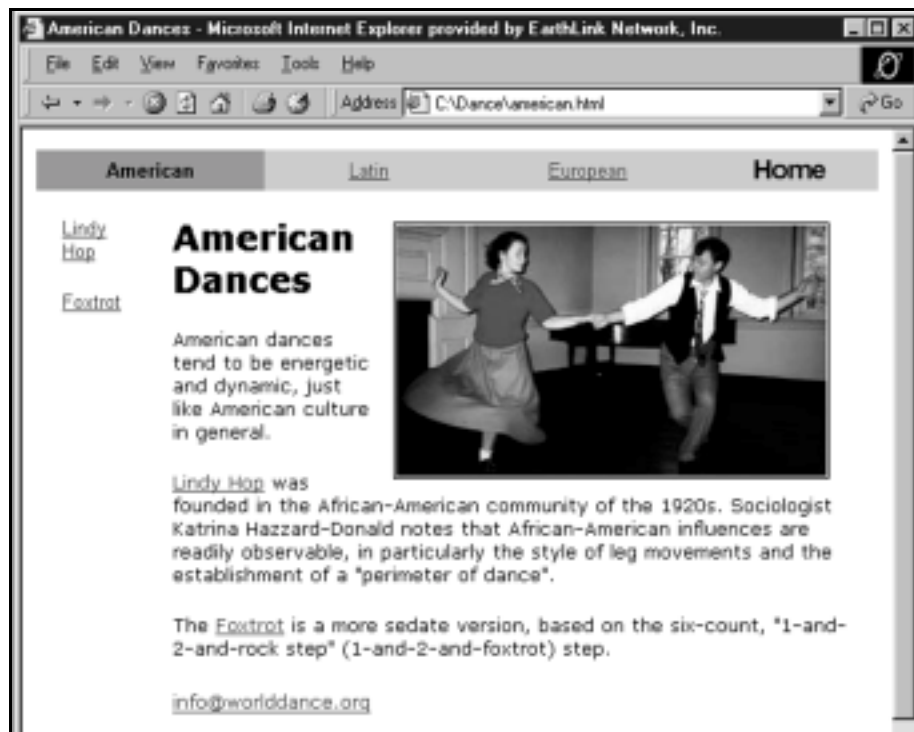 American Dances - Microsoft Internet Explorer provided by EarthLink Network, Inc.
File Edit View Favorites Tools Help
Address C:\Dance\american.html Go
American Latin European Home
Lindy
Hop
Foxtrot
American
Dances
American dances
tend to be energetic
and dynamic, just
like American culture
in general.
Lindy Hop was
founded in the African-American community of the 1920s. Sociologist
Katrina Hazzard-Donald notes that African-American influences are
readily observable, in particularly the style of leg movements and the
establishment of a "perimeter of dance".
The Foxtrot is a more sedate version, based on the six-count, "1-and-
2-and-rock step" (1-and-2-and-foxtrot) step.
info@worlddance.org